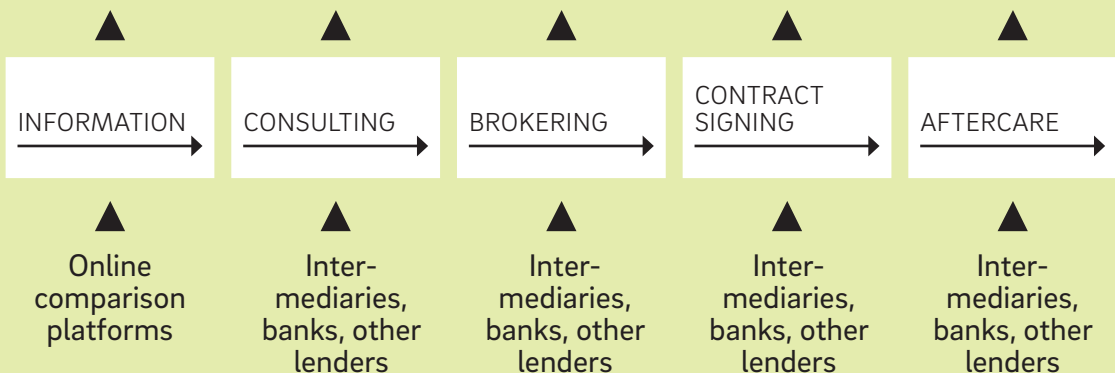 INFORMATION
CONSULTING
BROKERING
CONTRACT
SIGNING
AFTERCARE
Online
comparison
platforms
Inter-
mediaries,
banks, other
lenders
Inter-
mediaries,
banks, other
lenders
Inter-
mediaries,
banks, other
lenders
Inter-
mediaries,
banks, other
lenders